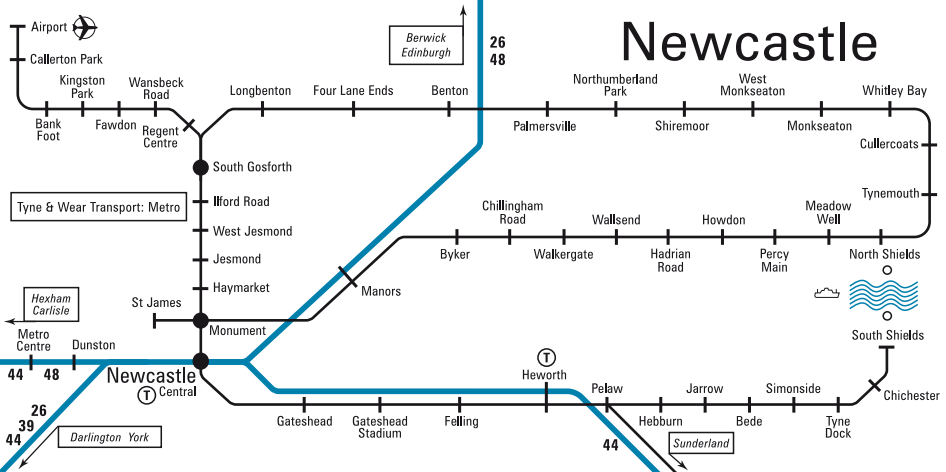 Newcastle
Airport
Callerton Park
Kingston
Park
Wansbeck
Road
Bank
Foot
Fawdon
Regent
Centre
Longbenton
Four Lane Ends
Benton
Berwick
Edinburgh
26
48
Palmersville
Northumberland
Park
Shiremoor
West
Monkseaton
Monkseaton
Whitley Bay
Cullercoats
Tynemouth
South Gosforth
Tyne & Wear Transport: Metro
Ilford Road
West Jesmond
Jesmond
Haymarket
St James
Monument
Manors
Byker
Chillingham
Road
Walkergate
Wallsend
Hadrian
Road
Howdon
Percy
Main
Meadow
Well
North Shields
South Shields
Chichester
Hexham
Carlisle
Metro
Centre
Dunston
44
48
Newcastle
T Central
26
39
44
Darlington York
Gateshead
Gateshead
Stadium
Felling
T
Heworth
Pelaw
44
Hebburn
Sunderland
Jarrow
Bede
Simonside
Tyne
Dock